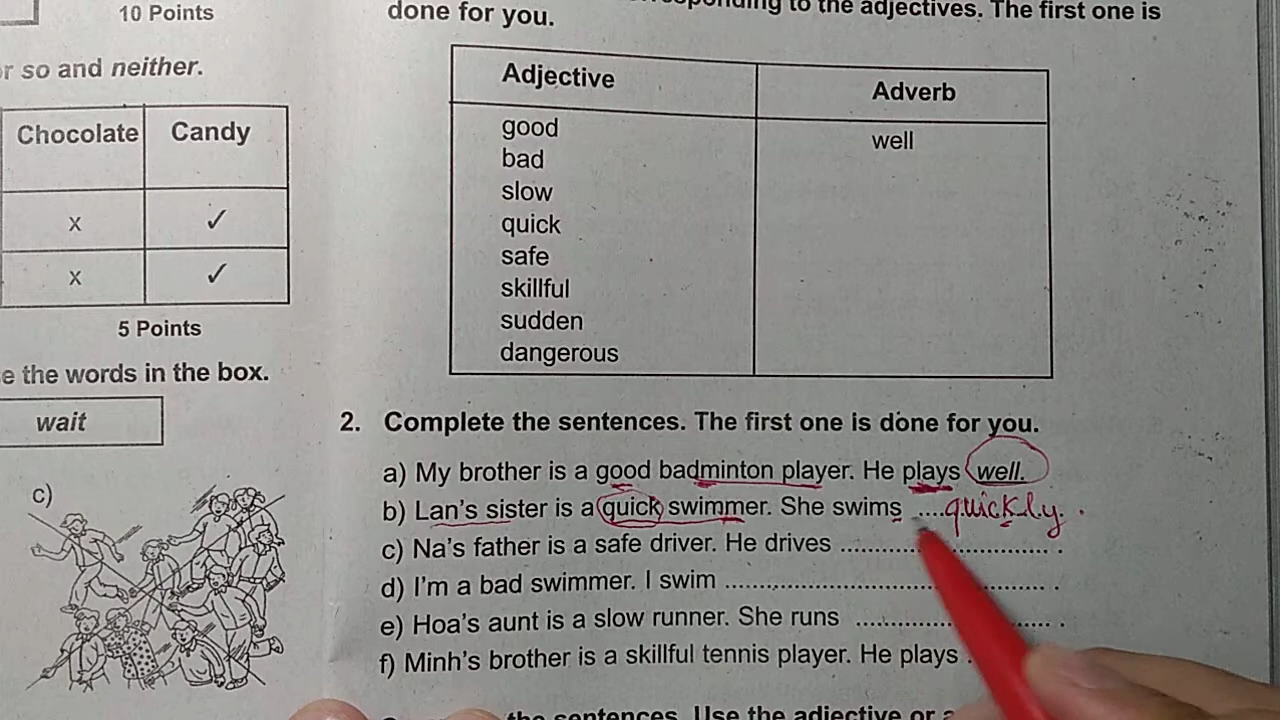 10 Points
r so and neither.
Chocolate Candy
x ✓
x ✓
5 Points
e the words in the box.
wait
c)
to the adjectives. The first one is
done for you.
Adjective Adverb
good well
bad
slow
quick
safe
skillful
sudden
dangerous
2. Complete the sentences. The first one is done for you.
a) My brother is a good badminton player. He plays well.
b) Lan's sister is a quick swimmer. She swims ....quickly. .
c) Na's father is a safe driver. He drives ............................... .
d) I'm a bad swimmer. I swim ............................................... .
e) Hoa's aunt is a slow runner. She runs ............................ .
f) Minh's brother is a skillful tennis player. He plays .
the sentences. Use the adjective or a